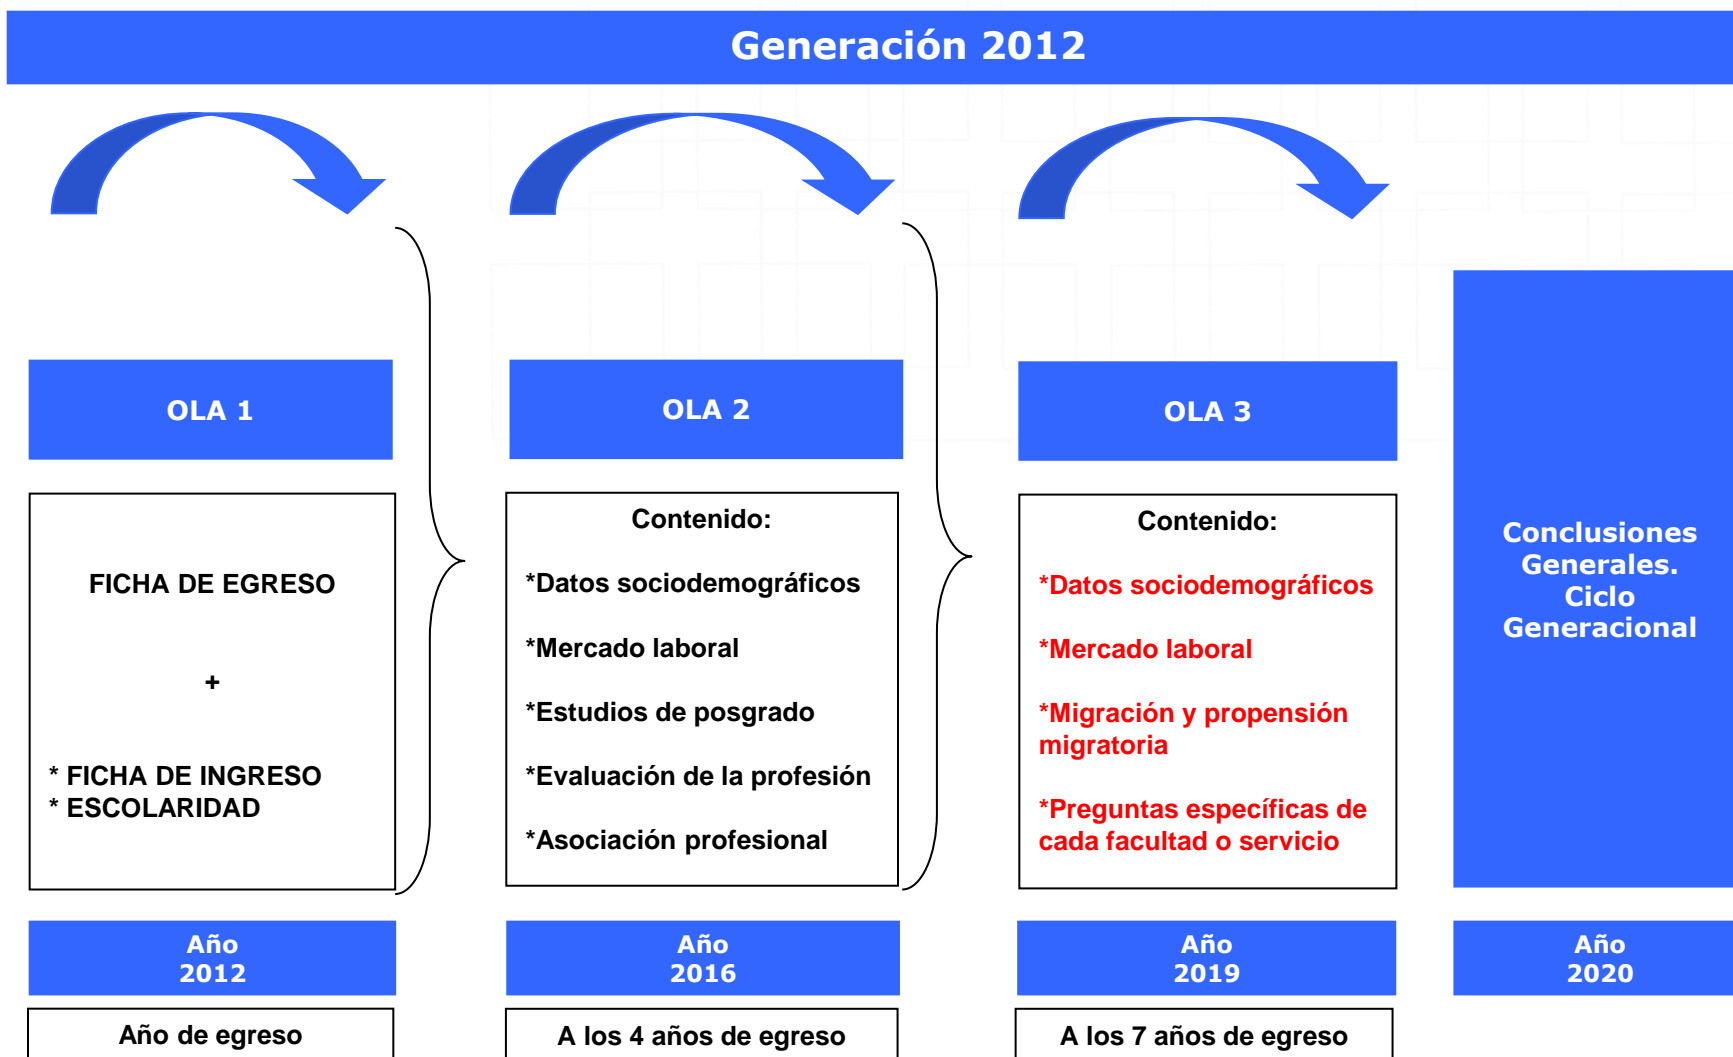 Generación 2012
OLA 1
FICHA DE EGRESO
+
* FICHA DE INGRESO
* ESCOLARIDAD
Año
2012
Año de egreso
OLA 2
Contenido:
*Datos sociodemográficos
*Mercado laboral
*Estudios de posgrado
*Evaluación de la profesión
*Asociación profesional
Año
2016
A los 4 años de egreso
OLA 3
Contenido:
*Datos sociodemográficos
*Mercado laboral
*Migración y propensión
migratoria
*Preguntas específicas de
cada facultad o servicio
Año
2019
A los 7 años de egreso
Conclusiones
Generales.
Ciclo
Generacional
Año
2020